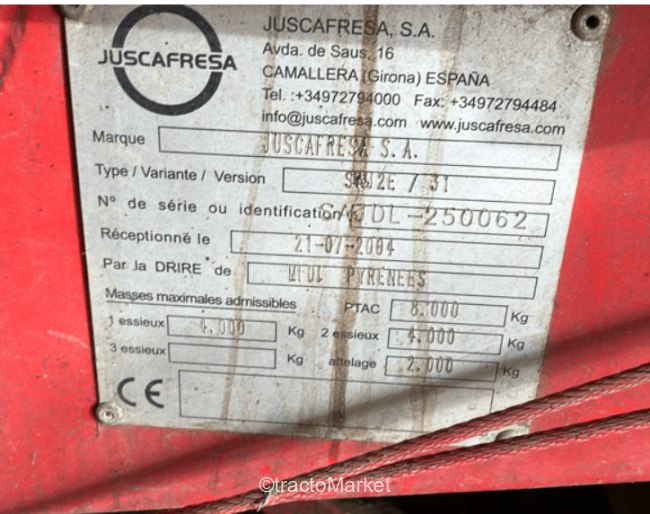 JUSCAFRESA
JUSCAFRESA, S.A.
Avda. de Saus, 16
CAMALLERA (Girona) ESPAÑA
Tel. :+34972794000 Fax: +34972794484
info@juscafresa.com www.juscafresa.com
Marque JUSCAFRESA S.A.
Type / Variante / Version / 31
N° de série ou identification -250062
Réceptionné le 21-07-2004
Par la DRIRE de MIDI PYRENEES
Masses maximales admissibles PTAC 8.000 Kg
1 essieux 4.000 Kg 2 essieux 4.000 Kg
3 essieux Kg attelage 2.000 Kg
CE
©tractoMarket